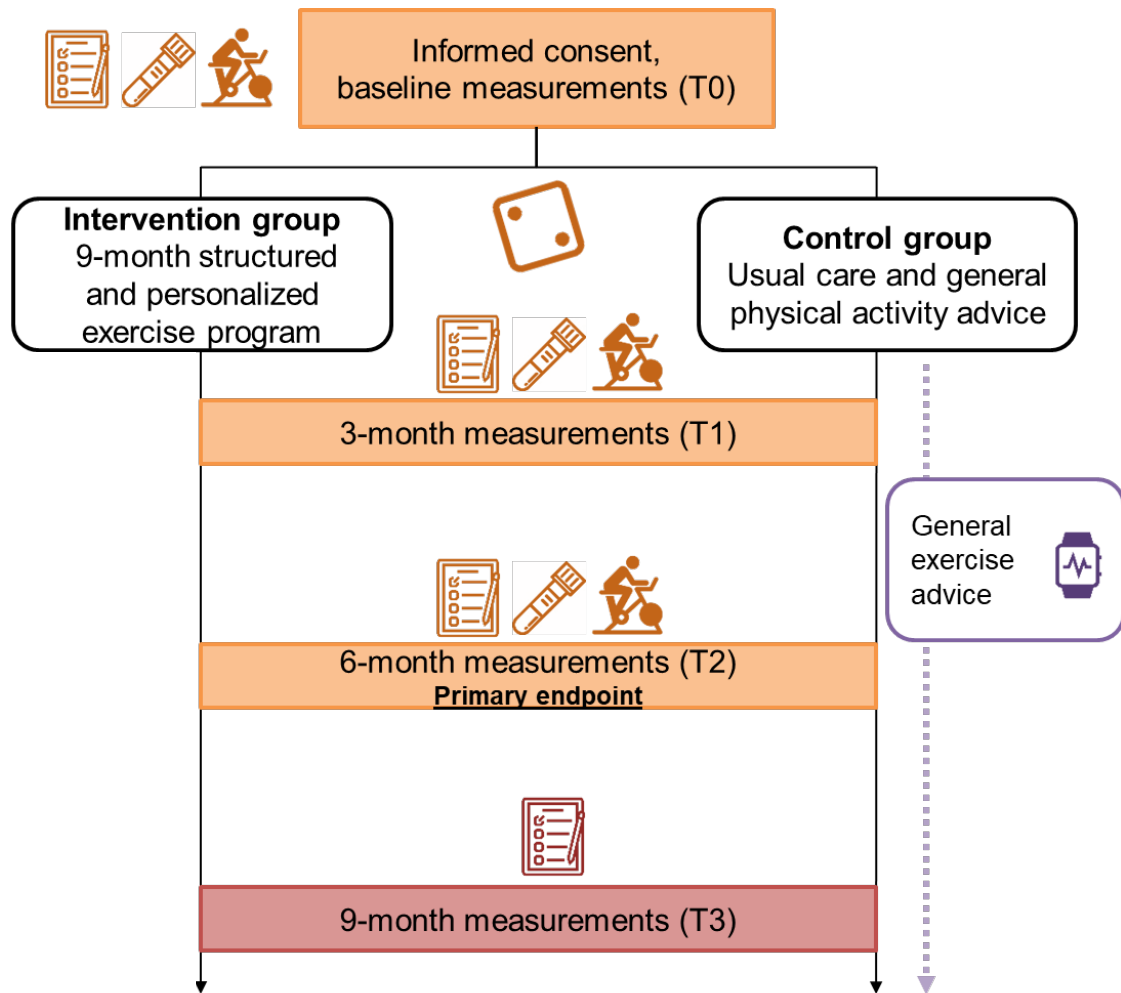 Informed consent,
baseline measurements (T0)
Intervention group
9-month structured
and personalized
exercise program
Control group
Usual care and general
physical activity advice
3-month measurements (T1)
General
exercise
advice
6-month measurements (T2)
Primary endpoint
9-month measurements (T3)